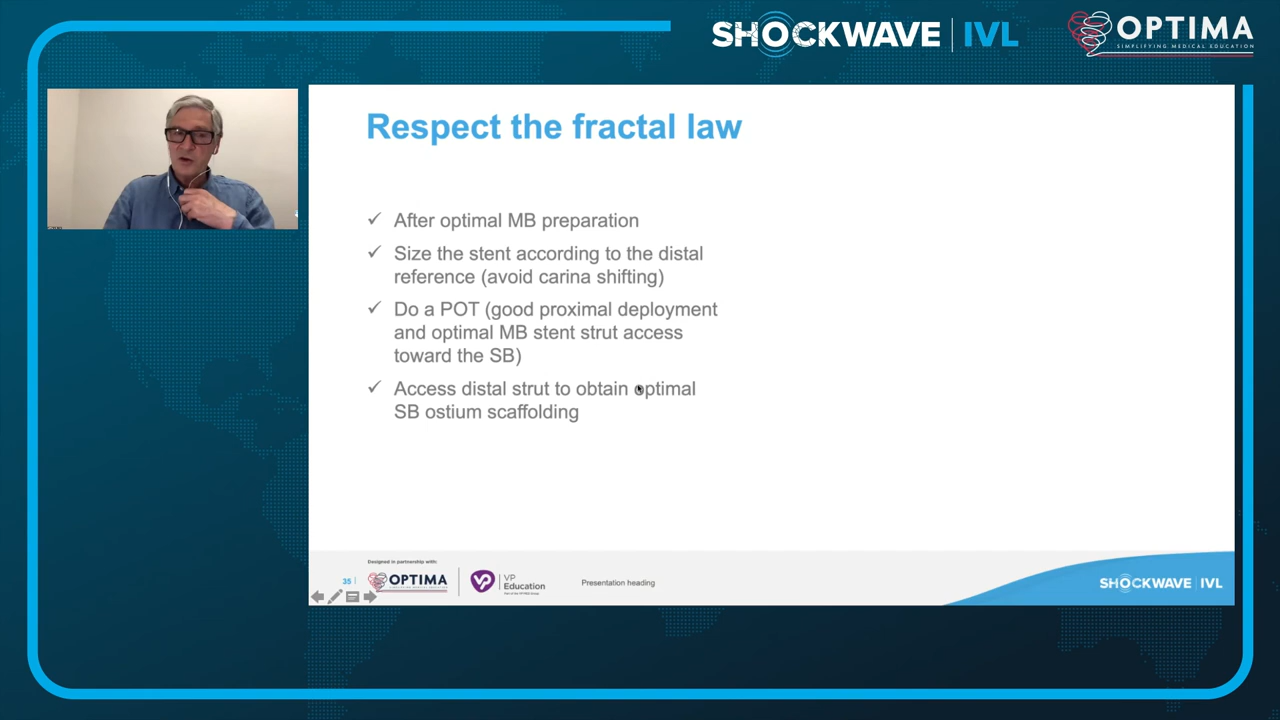 SHOCKWAVE IVL
OPTIMA
SIMPLIFYING MEDICAL EDUCATION
Respect the fractal law
✓ After optimal MB preparation
✓ Size the stent according to the distal
reference (avoid carina shifting)
✓ Do a POT (good proximal deployment
and optimal MB stent strut access
toward the SB)
✓ Access distal strut to obtain optimal
SB ostium scaffolding
35
Designed in partnership with:
OPTIMA
VP
VP
Education
Presentation heading
SHOCKWAVE IVL